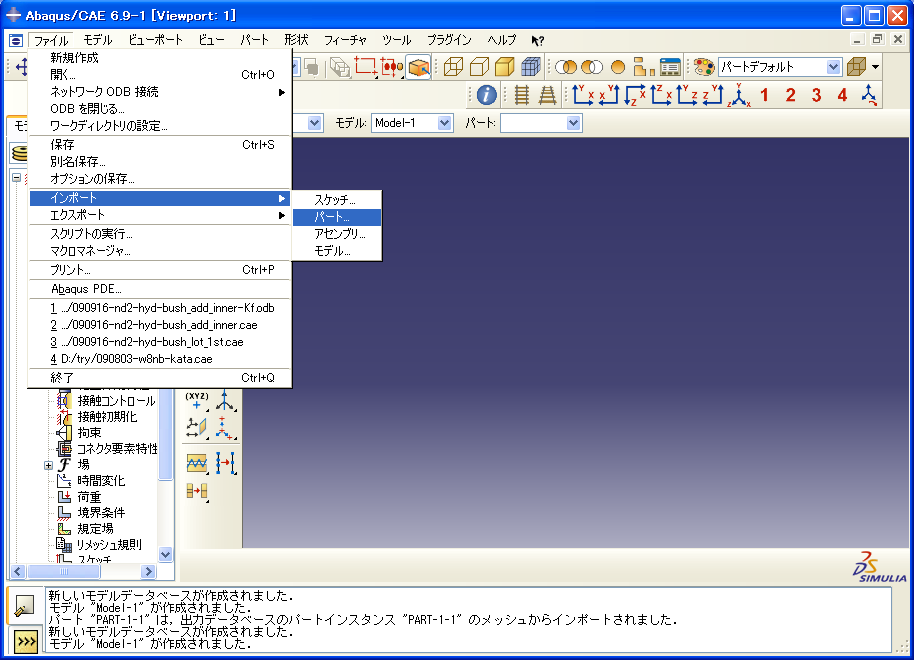 Abaqus/CAE 6.9-1 [Viewport: 1]
ファイル モデル ビューポート ビュー パート 形状 フィーチャ ツール プラグイン ヘルプ
新規作成
開く... Ctrl+O
ネットワーク ODB 接続
ODB を閉じる...
ワークディレクトリの設定...
保存 Ctrl+S
別名保存...
オプションの保存...
インポート
エクスポート
スクリプトの実行...
マクロマネージャ...
プリント... Ctrl+P
Abaqus PDE...
1 ../090916-nd2-hyd-bush_add_inner-Kf.odb
2 ../090916-nd2-hyd-bush_add_inner.cae
3 ../090916-nd2-hyd-bush_lot_1st.cae
4 D:/try/090803-w8nb-kata.cae
終了 Ctrl+Q
スケッチ...
パート...
アセンブリ...
モデル...
パートデフォルト
1 2 3 4
モデル: Model-1 パート:
(XYZ)
接触コントロール
接触初期化
拘束
コネクタ要素特性
場
時間変化
荷重
境界条件
規定場
リメッシュ規則
スケッチ
SIMULIA
新しいモデルデータベースが作成されました.
モデル "Model-1" が作成されました.
パート "PART-1-1" は, 出力データベースのパートインスタンス "PART-1-1" のメッシュからインポートされました.
新しいモデルデータベースが作成されました.
モデル "Model-1" が作成されました.